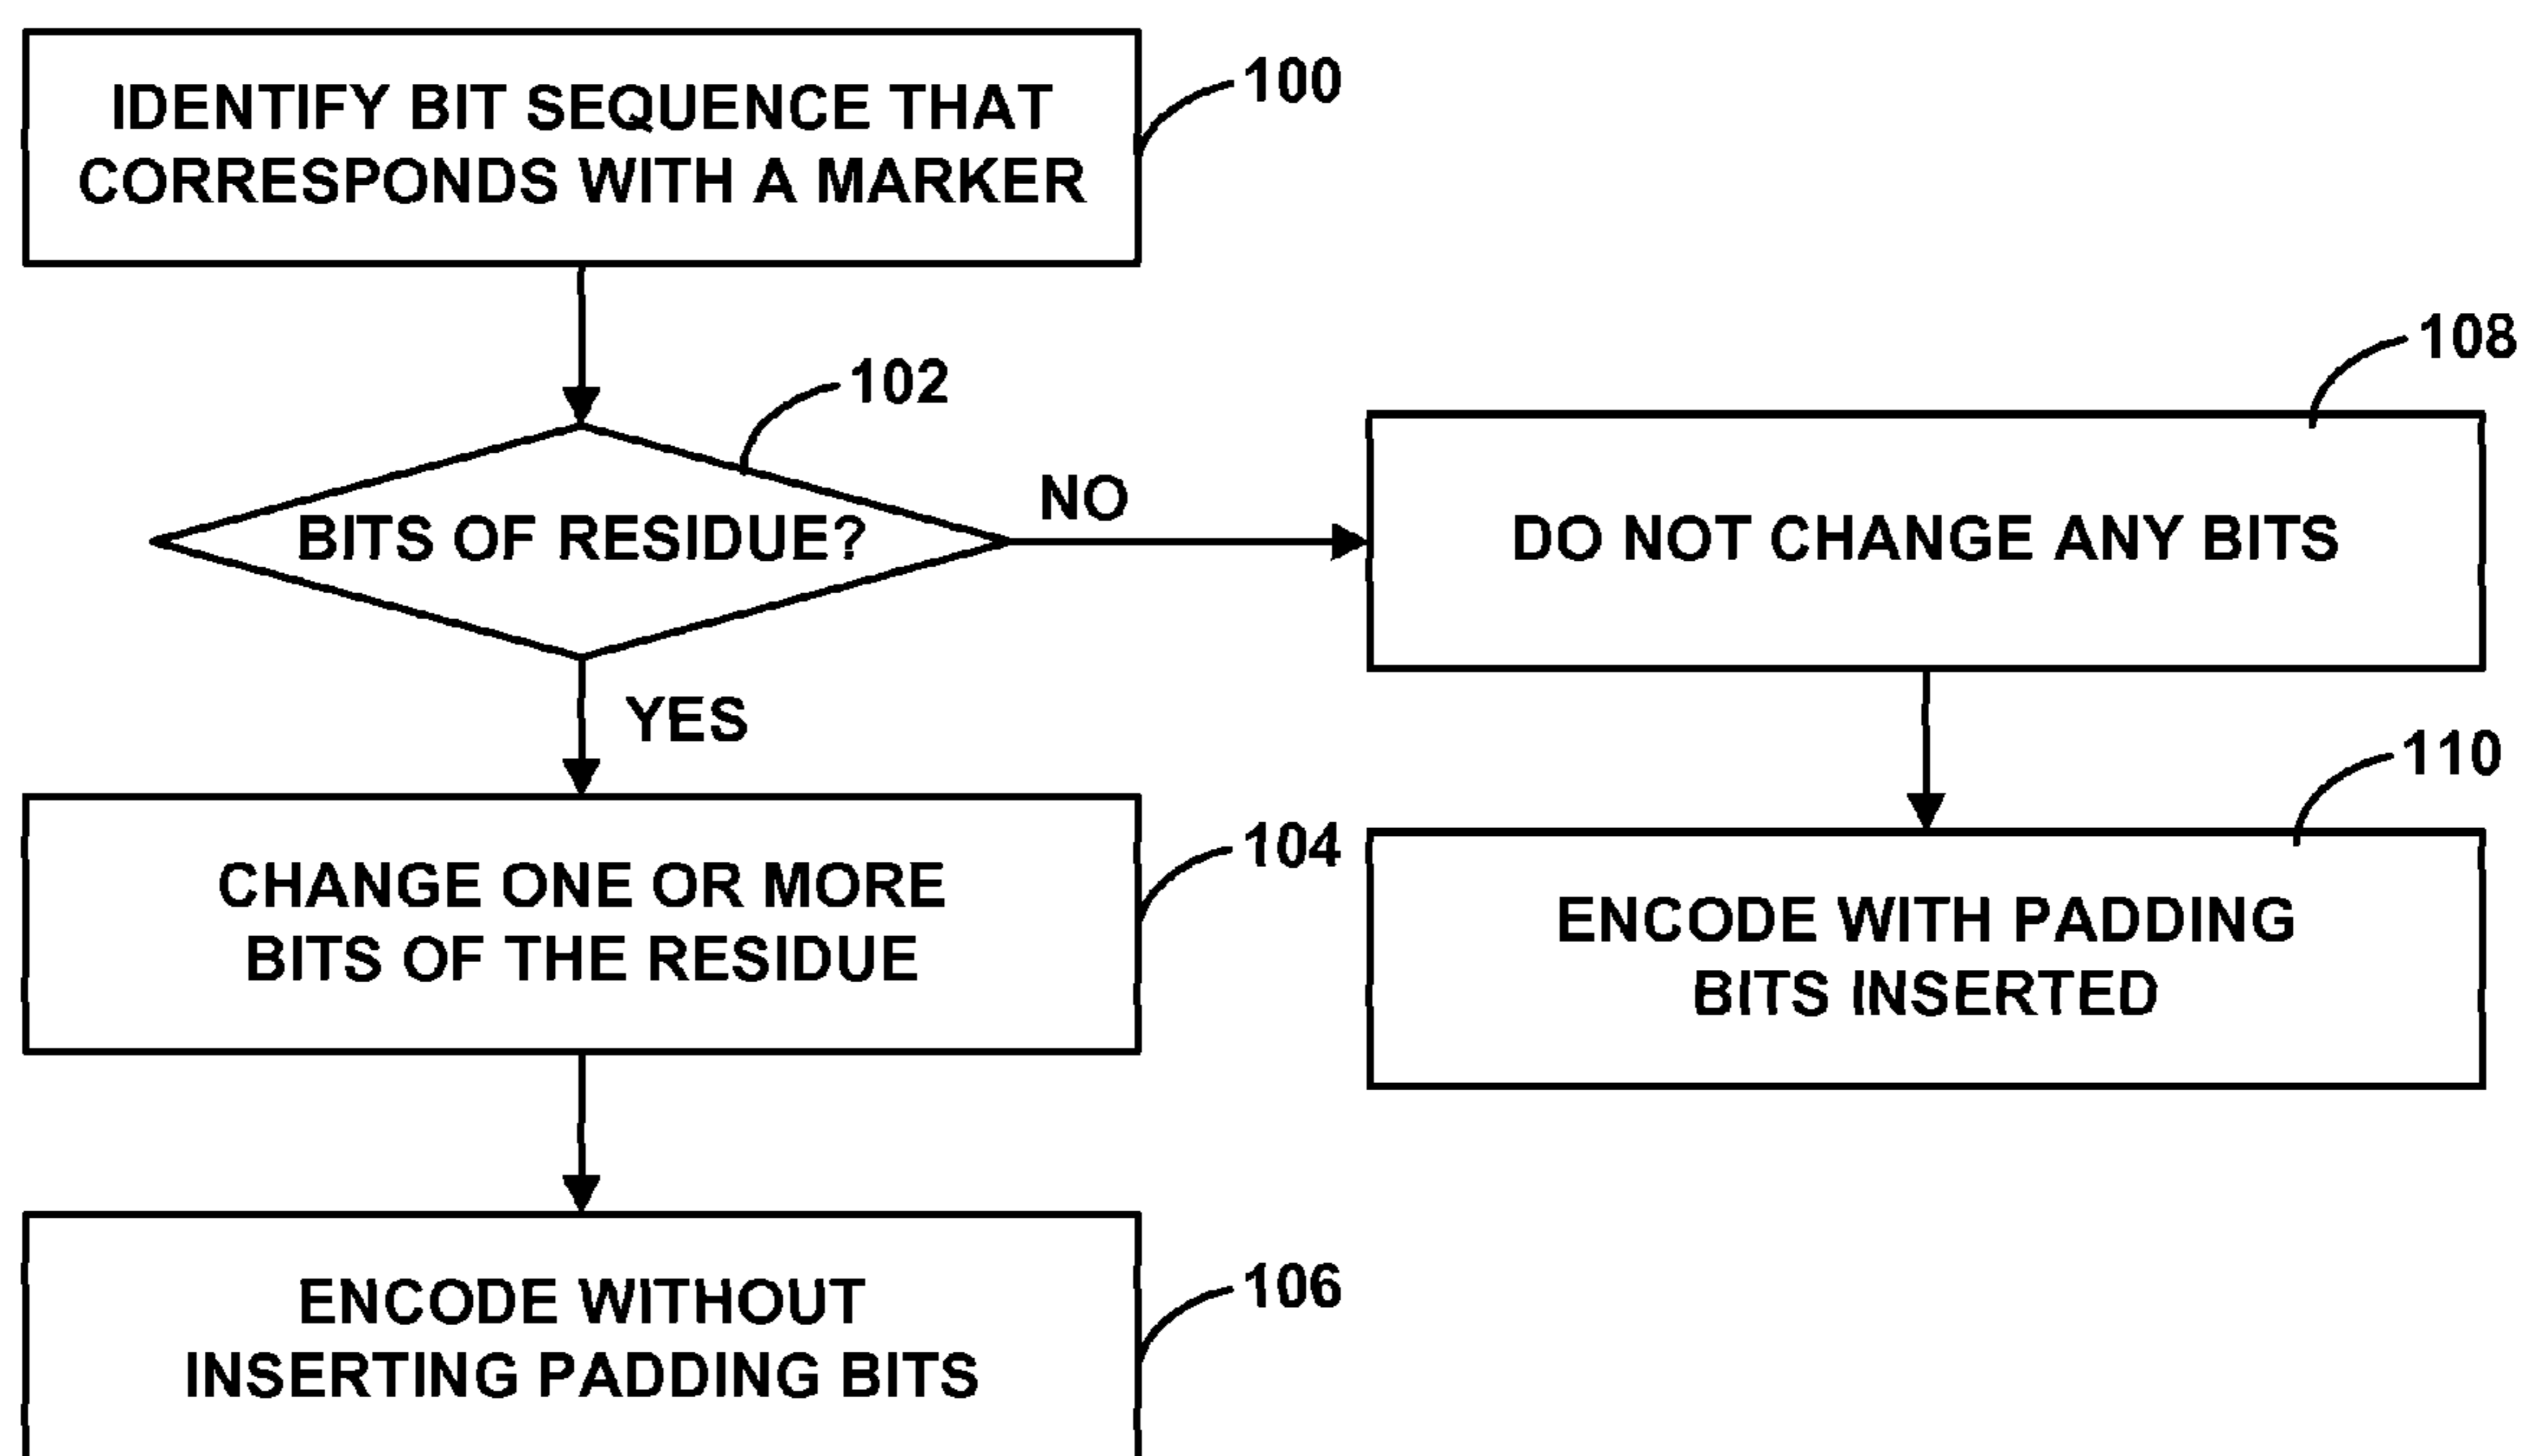 IDENTIFY BIT SEQUENCE THAT
CORRESPONDS WITH A MARKER
100
102
BITS OF RESIDUE?
NO
108
DO NOT CHANGE ANY BITS
YES
104
CHANGE ONE OR MORE
BITS OF THE RESIDUE
110
ENCODE WITH PADDING
BITS INSERTED
106
ENCODE WITHOUT
INSERTING PADDING BITS